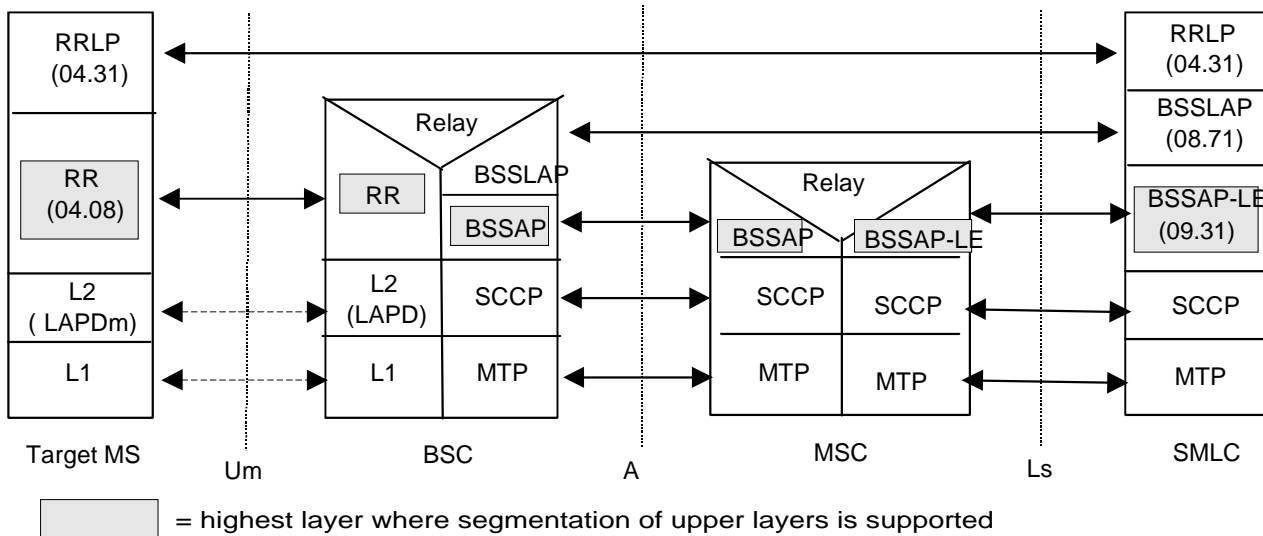 RRLP
(04.31)
RR
(04.08)
L2
( LAPDm)
L1
Target MS
Um
Relay
RR
BSSLAP
BSSAP
L2
(LAPD)
SCCP
L1
MTP
BSC
A
Relay
BSSAP
BSSAP-LE
SCCP
SCCP
MTP
MTP
MSC
Ls
RRLP
(04.31)
BSSLAP
(08.71)
BSSAP-LE
(09.31)
SCCP
MTP
SMLC
= highest layer where segmentation of upper layers is supported